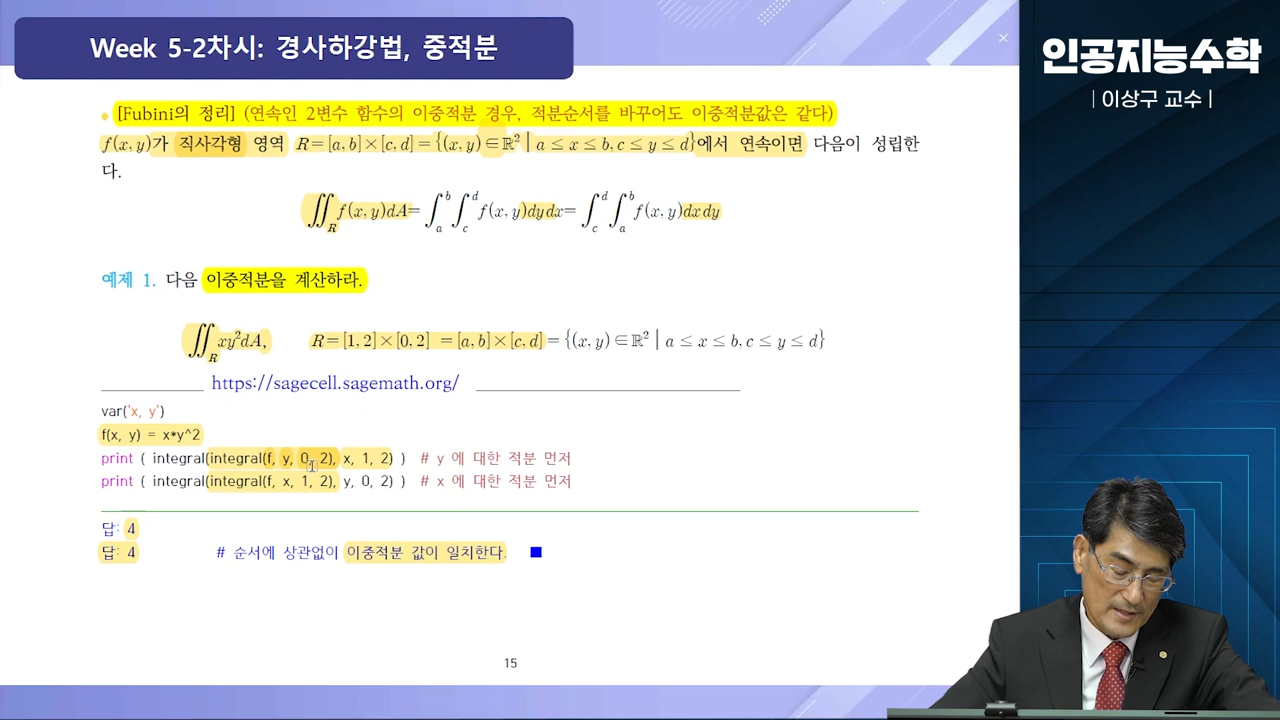 Week 5-2차시: 경사하강법, 중적분
인공지능수학
| 이상구 교수 |
• [Fubini의 정리] (연속인 2변수 함수의 이중적분 경우, 적분순서를 바꾸어도 이중적분값은 같다)
f(x, y)가 직사각형 영역 R=[a, b]×[c, d]={(x, y)∈ℝ² | a≤x≤b, c≤y≤d}에서 연속이면 다음이 성립한
다.
∬_R f(x, y)dA=∫_a^b ∫_c^d f(x, y)dydx=∫_c^d ∫_a^b f(x, y)dxdy
예제 1. 다음 이중적분을 계산하라.
∬_R xy²dA, R=[1, 2]×[0, 2] =[a, b]×[c, d]={(x, y)∈ℝ² | a≤x≤b, c≤y≤d}
https://sagecell.sagemath.org/
var('x, y')
f(x, y) = x*y^2
print ( integral(integral(f, y, 0, 2), x, 1, 2) ) # y 에 대한 적분 먼저
print ( integral(integral(f, x, 1, 2), y, 0, 2) ) # x 에 대한 적분 먼저
답: 4
답: 4 # 순서에 상관없이 이중적분 값이 일치한다. ■
15